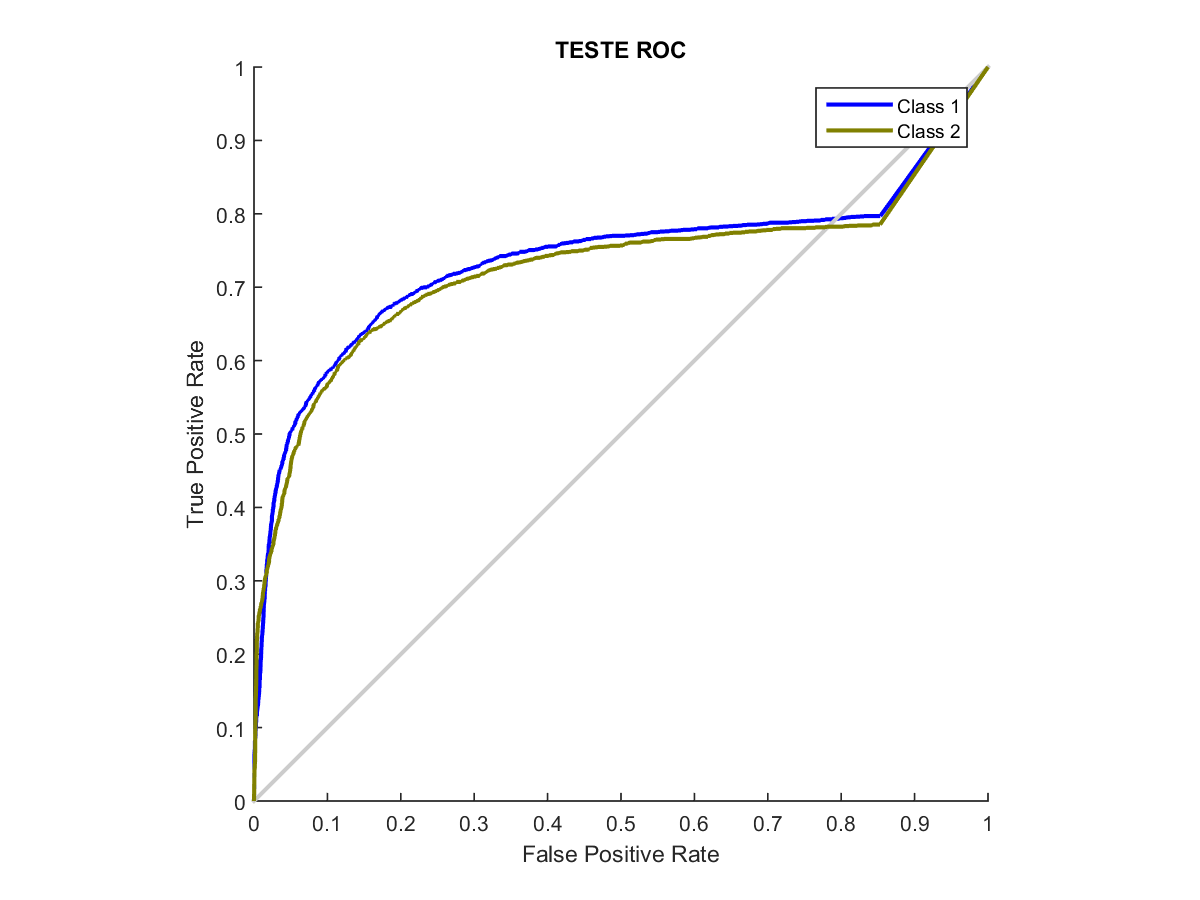 TESTE ROC
Class 1
Class 2
1
0.9
0.8
0.7
0.6
0.5
0.4
0.3
0.2
0.1
0
True Positive Rate
0 0.1 0.2 0.3 0.4 0.5 0.6 0.7 0.8 0.9 1
False Positive Rate